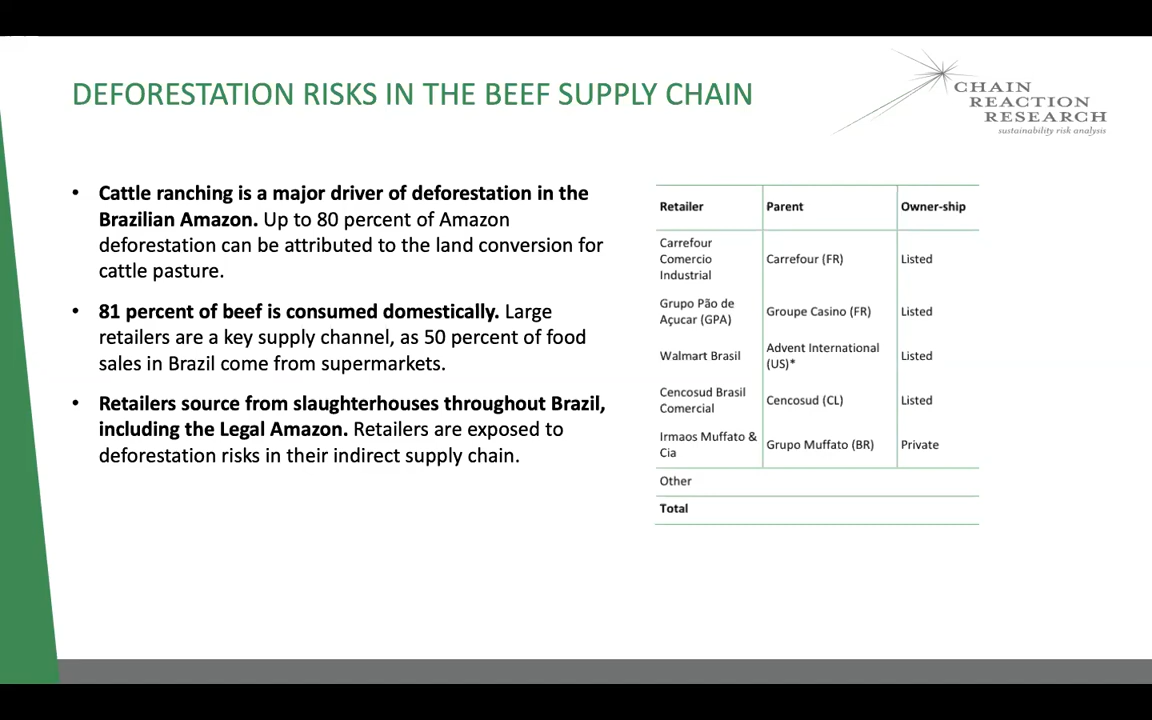 DEFORESTATION RISKS IN THE BEEF SUPPLY CHAIN
CHAIN
REACTION
RESEARCH
sustainability risk analysis
• Cattle ranching is a major driver of deforestation in the
Brazilian Amazon. Up to 80 percent of Amazon
deforestation can be attributed to the land conversion for
cattle pasture.
• 81 percent of beef is consumed domestically. Large
retailers are a key supply channel, as 50 percent of food
sales in Brazil come from supermarkets.
• Retailers source from slaughterhouses throughout Brazil,
including the Legal Amazon. Retailers are exposed to
deforestation risks in their indirect supply chain.
Retailer Parent Owner-ship
Carrefour
Comercio
Industrial
Carrefour (FR) Listed
Grupo Pão de
Açucar (GPA)
Groupe Casino (FR) Listed
Walmart Brasil
Advent International
(US)*
Listed
Cencosud Brasil
Comercial
Cencosud (CL) Listed
Irmaos Muffato &
Cia
Grupo Muffato (BR) Private
Other
Total